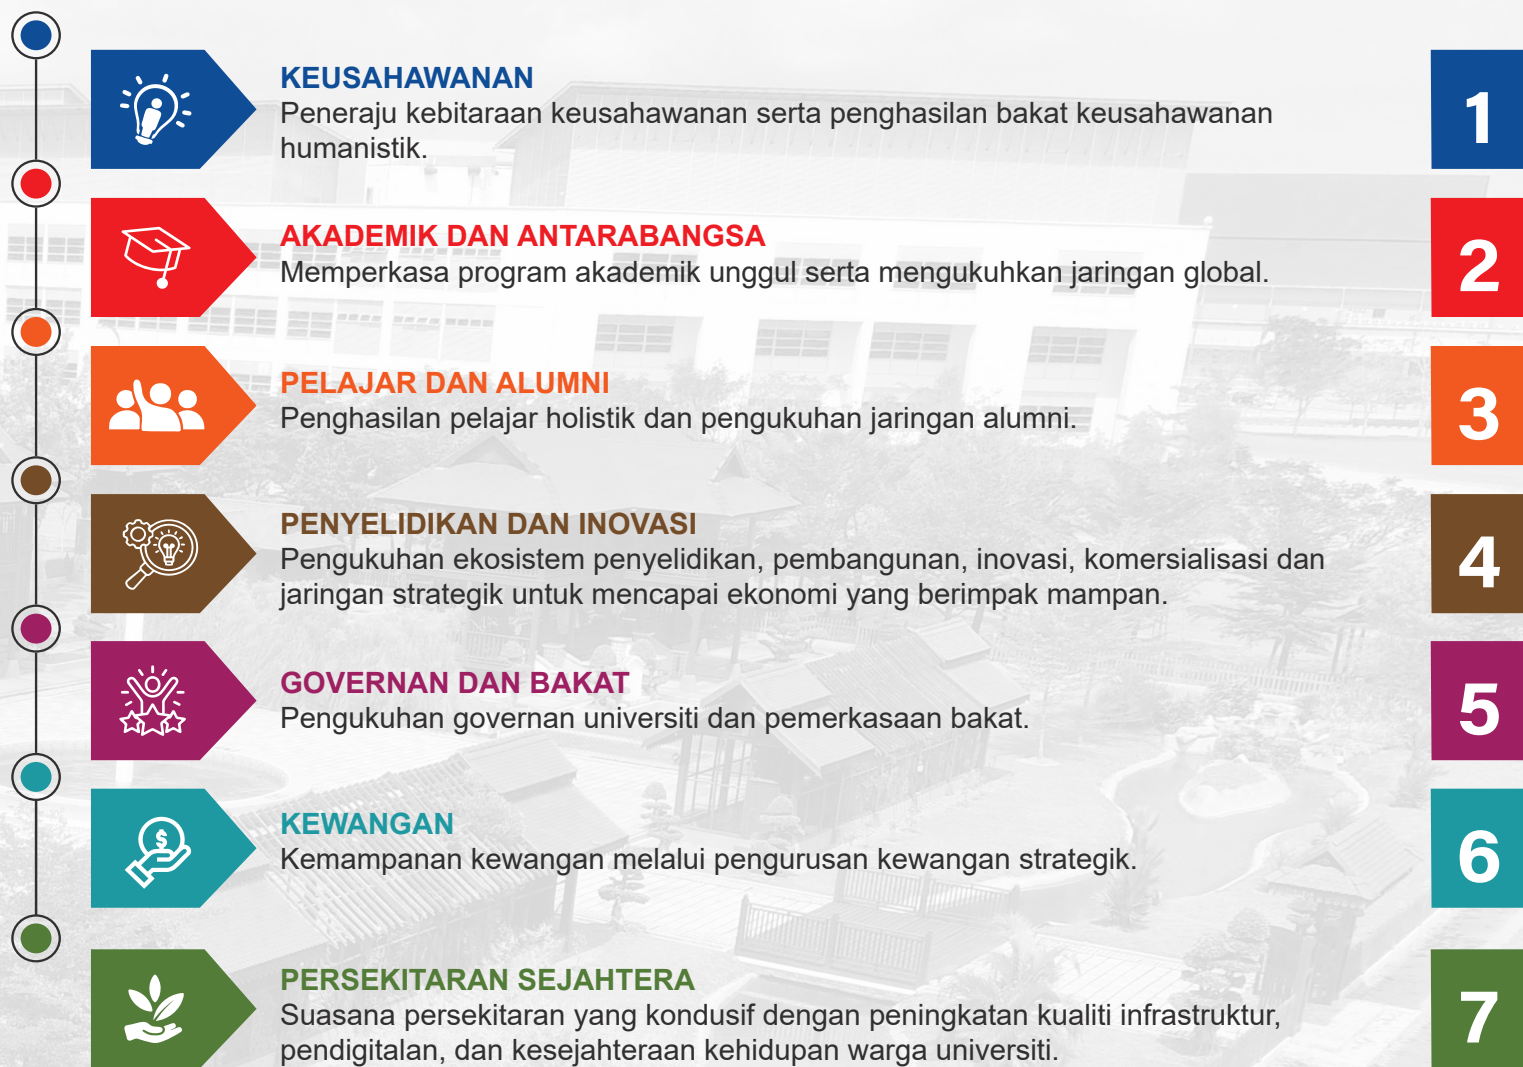 KEUSAHAWANAN
Peneraju kebitaraan keusahawanan serta penghasilan bakat keusahawanan
humanistik.
1
AKADEMIK DAN ANTARABANGSA
Memperkasa program akademik unggul serta mengukuhkan jaringan global.
2
PELAJAR DAN ALUMNI
Penghasilan pelajar holistik dan pengukuhan jaringan alumni.
3
PENYELIDIKAN DAN INOVASI
Pengukuhan ekosistem penyelidikan, pembangunan, inovasi, komersialisasi dan
jaringan strategik untuk mencapai ekonomi yang berimpak mampan.
4
GOVERNAN DAN BAKAT
Pengukuhan governan universiti dan pemerkasaan bakat.
5
$
KEWANGAN
Kemampanan kewangan melalui pengurusan kewangan strategik.
6
PERSEKITARAN SEJAHTERA
Suasana persekitaran yang kondusif dengan peningkatan kualiti infrastruktur,
pendigitalan, dan kesejahteraan kehidupan warga universiti.
7